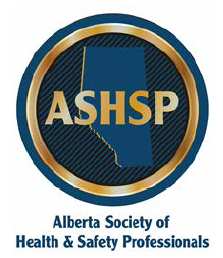 ASHSP
Alberta Society of
Health & Safety Professionals